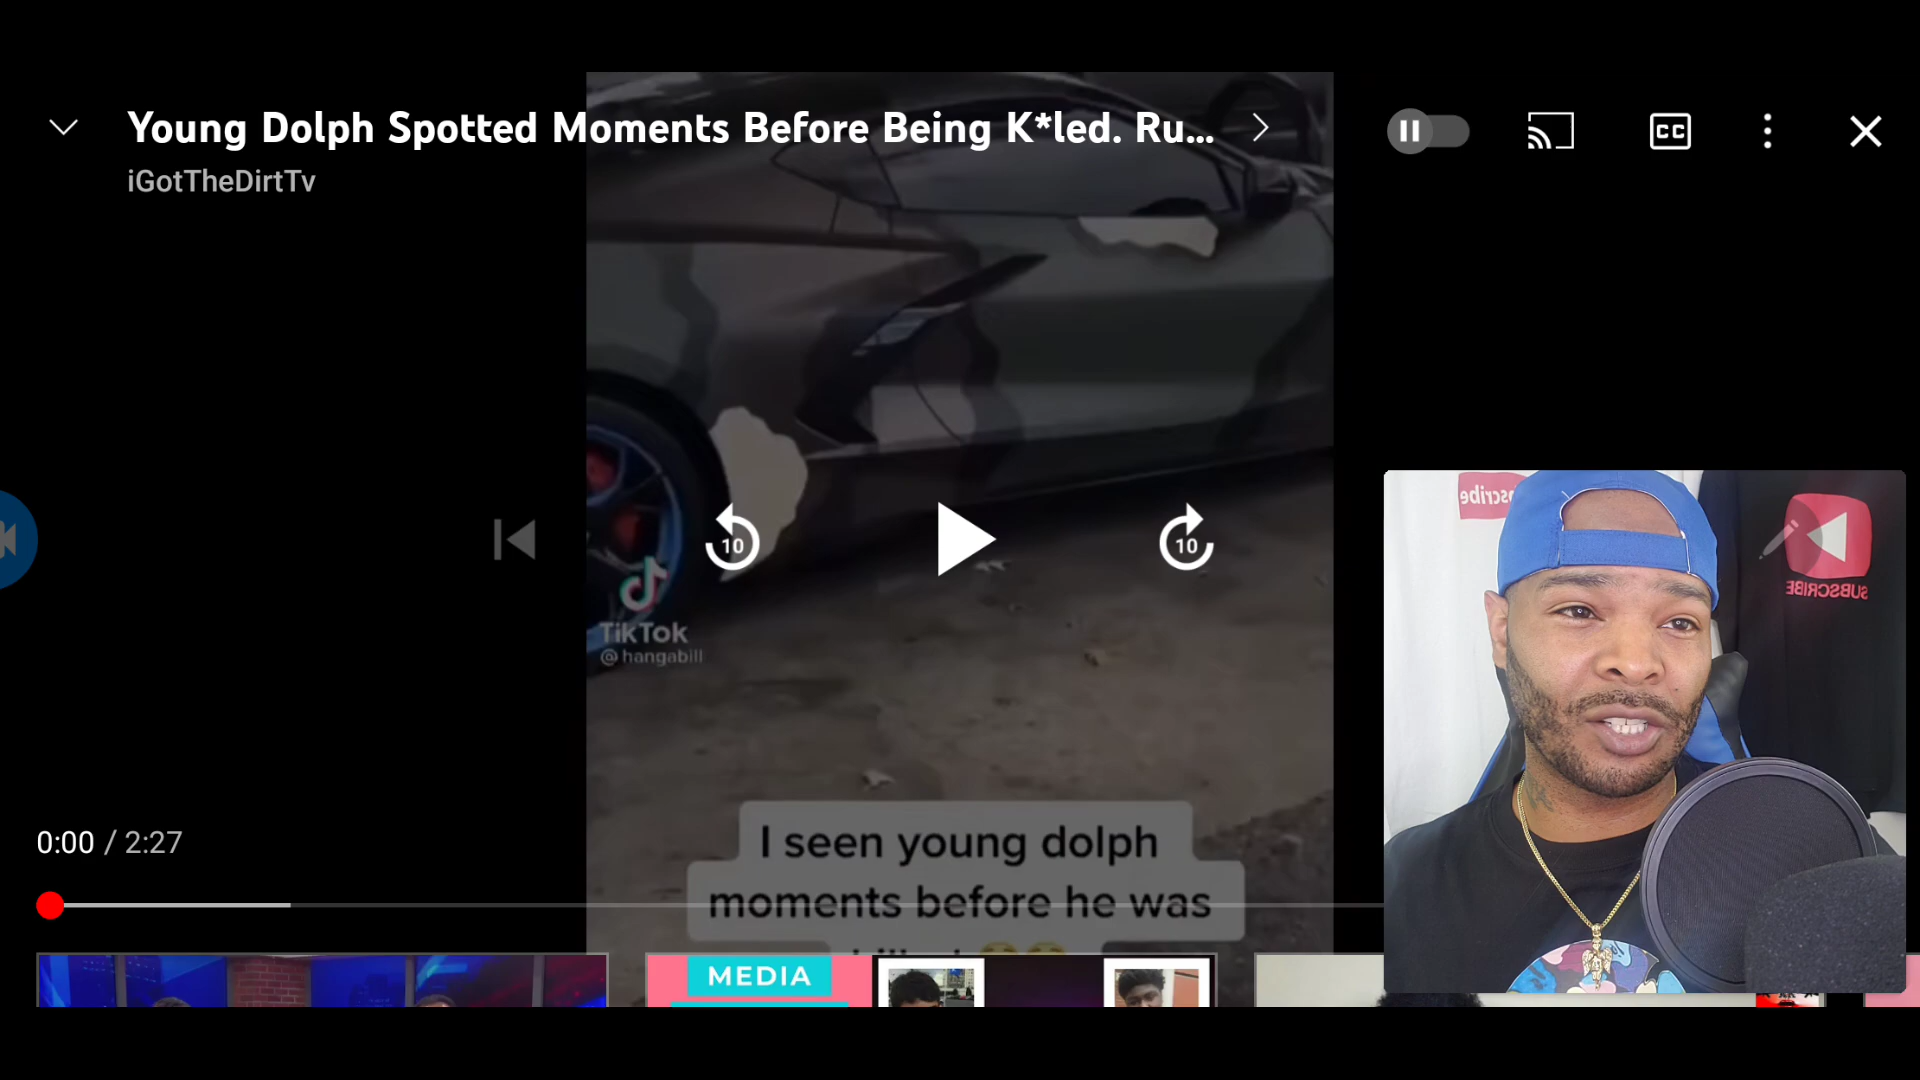 Young Dolph Spotted Moments Before Being K*led. Ru...
iGotTheDirtTv
CC
10
10
TikTok
@hangabill
0:00 / 2:27
I seen young dolph
moments before he was
MEDIA
SUBSCRIBE